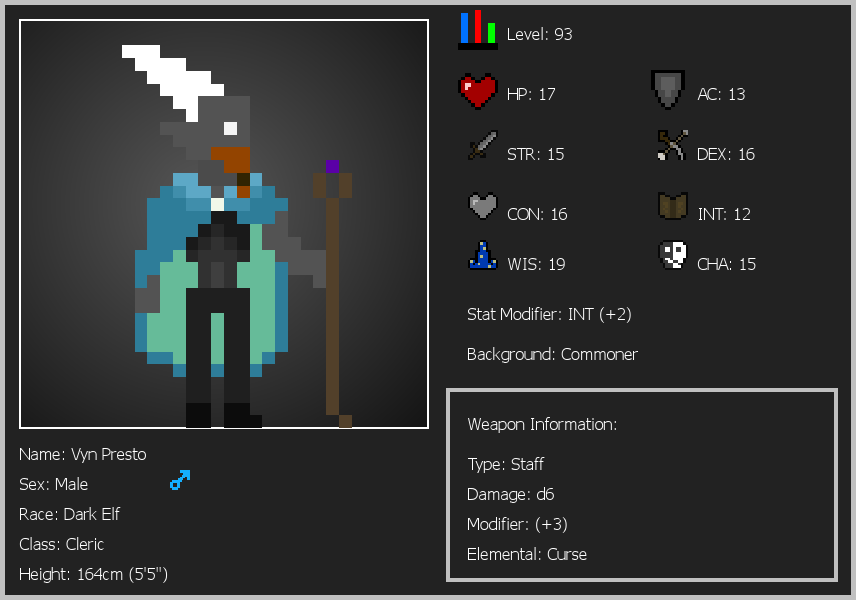 Level: 93
HP: 17
AC: 13
STR: 15
DEX: 16
CON: 16
INT: 12
WIS: 19
CHA: 15
Stat Modifier: INT (+2)
Background: Commoner
Weapon Information:
Type: Staff
Damage: d6
Modifier: (+3)
Elemental: Curse
Name: Vyn Presto
Sex: Male
Race: Dark Elf
Class: Cleric
Height: 164cm (5'5")